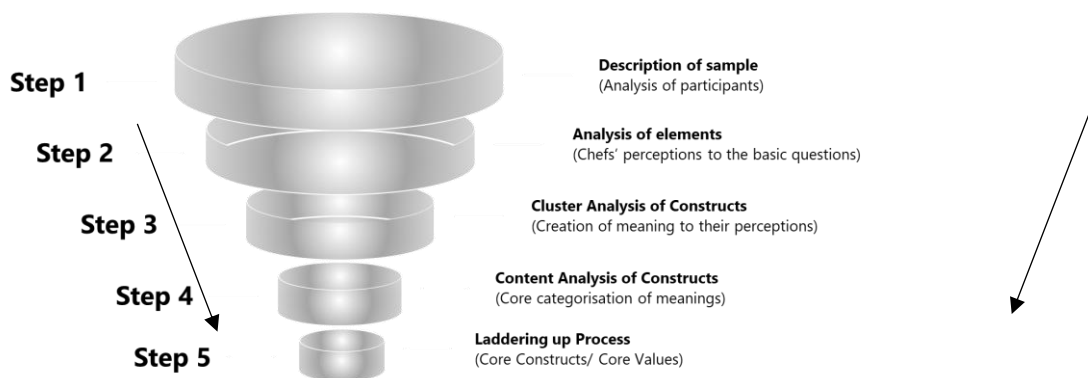 Step 1
Description of sample
(Analysis of participants)
Step 2
Analysis of elements
(Chefs' perceptions to the basic questions)
Step 3
Cluster Analysis of Constructs
(Creation of meaning to their perceptions)
Step 4
Content Analysis of Constructs
(Core categorisation of meanings)
Step 5
Laddering up Process
(Core Constructs/ Core Values)